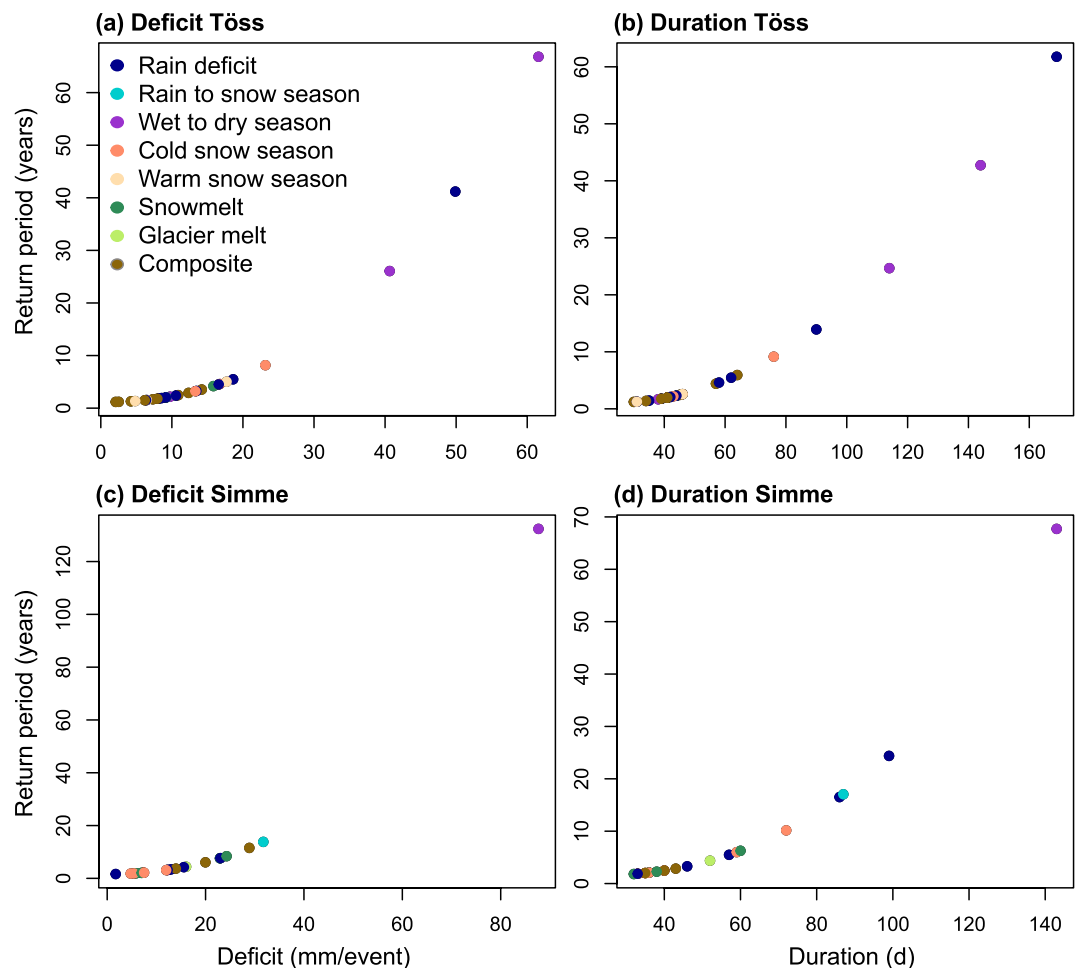 (a) Deficit Töss
Return period (years)
0 10 20 30 40 50 60
Rain deficit
Rain to snow season
Wet to dry season
Cold snow season
Warm snow season
Snowmelt
Glacier melt
Composite
0 10 20 30 40 50 60
(b) Duration Töss
0 10 20 30 40 50 60
40 60 80 100 120 140 160
(c) Deficit Simme
Return period (years)
0 20 40 60 80 100 120
0 20 40 60 80
Deficit (mm/event)
(d) Duration Simme
0 10 20 30 40 50 60 70
40 60 80 100 120 140
Duration (d)